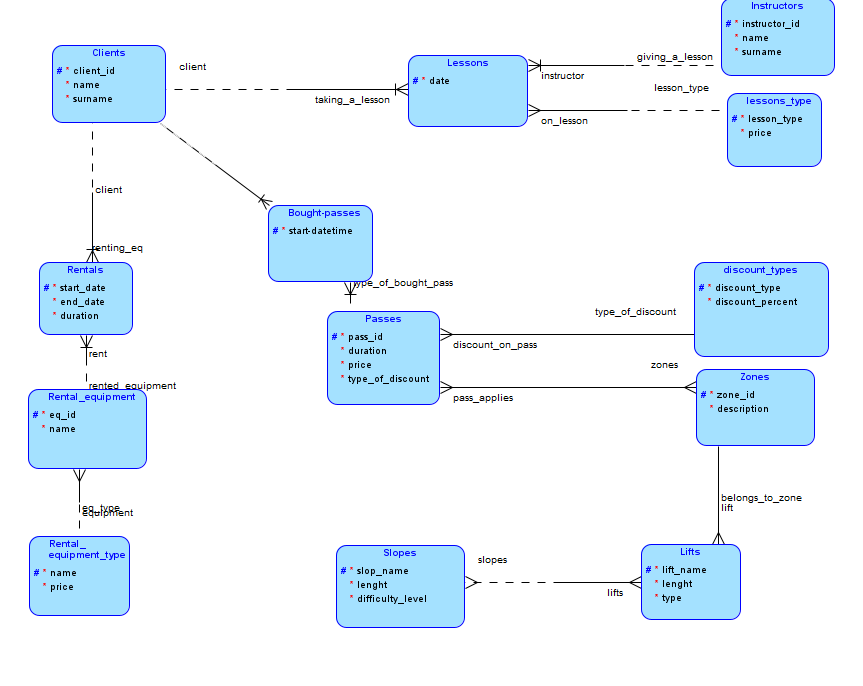 Instructors
# * instructor_id
* name
* surname
giving_a_lesson
instructor
Clients
# * client_id
* name
* surname
client
taking_a_lesson
Lessons
# * date
lesson_type
on_lesson
lessons_type
# * lesson_type
* price
client
renting_eq
Bought-passes
# * start-datetime
type_of_bought_pass
Rentals
# * start_date
* end_date
* duration
rent
rented_equipment
Passes
# * pass_id
* duration
* price
* type_of_discount
type_of_discount
discount_on_pass
discount_types
# * discount_type
* discount_percent
zones
pass_applies
Zones
# * zone_id
* description
Rental_equipment
# * eq_id
* name
eq_type
equipment
belongs_to_zone
lift
Rental_
equipment_type
# * name
* price
Slopes
# * slop_name
* lenght
* difficulty_level
slopes
lifts
Lifts
# * lift_name
* lenght
* type